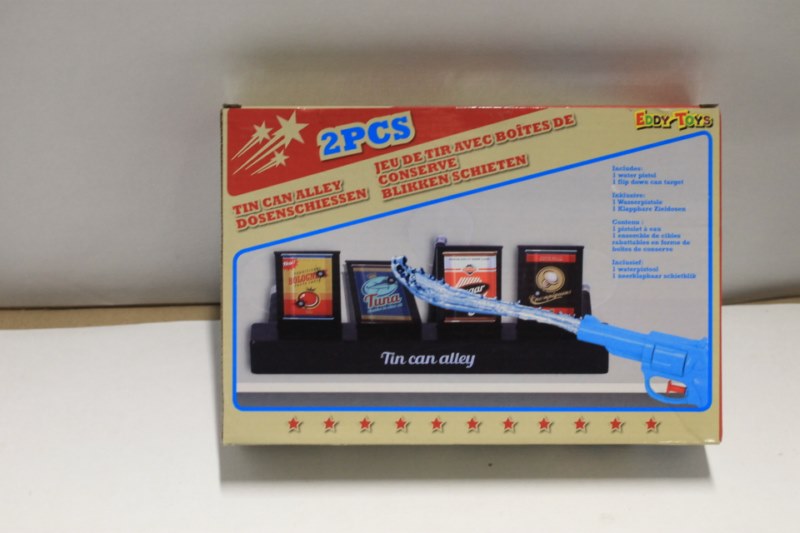 2PCS
EDDY TOYS
TIN CAN ALLEY
DOSENSCHIESSEN
JEU DE TIR AVEC BOÎTES DE
CONSERVE
BLIKKEN SCHIETEN
Includes:
1 water pistol
1 flip down can target
Inklusive:
1 Wasserpistole
1 Klappbare Zieldosen
Contenu :
1 pistolet à eau
1 ensemble de cibles
rabattables en forme de
boîtes de conserve
Inclusief:
1 waterpistool
1 neerklapbaar schietblik
Tuna
Tin can alley